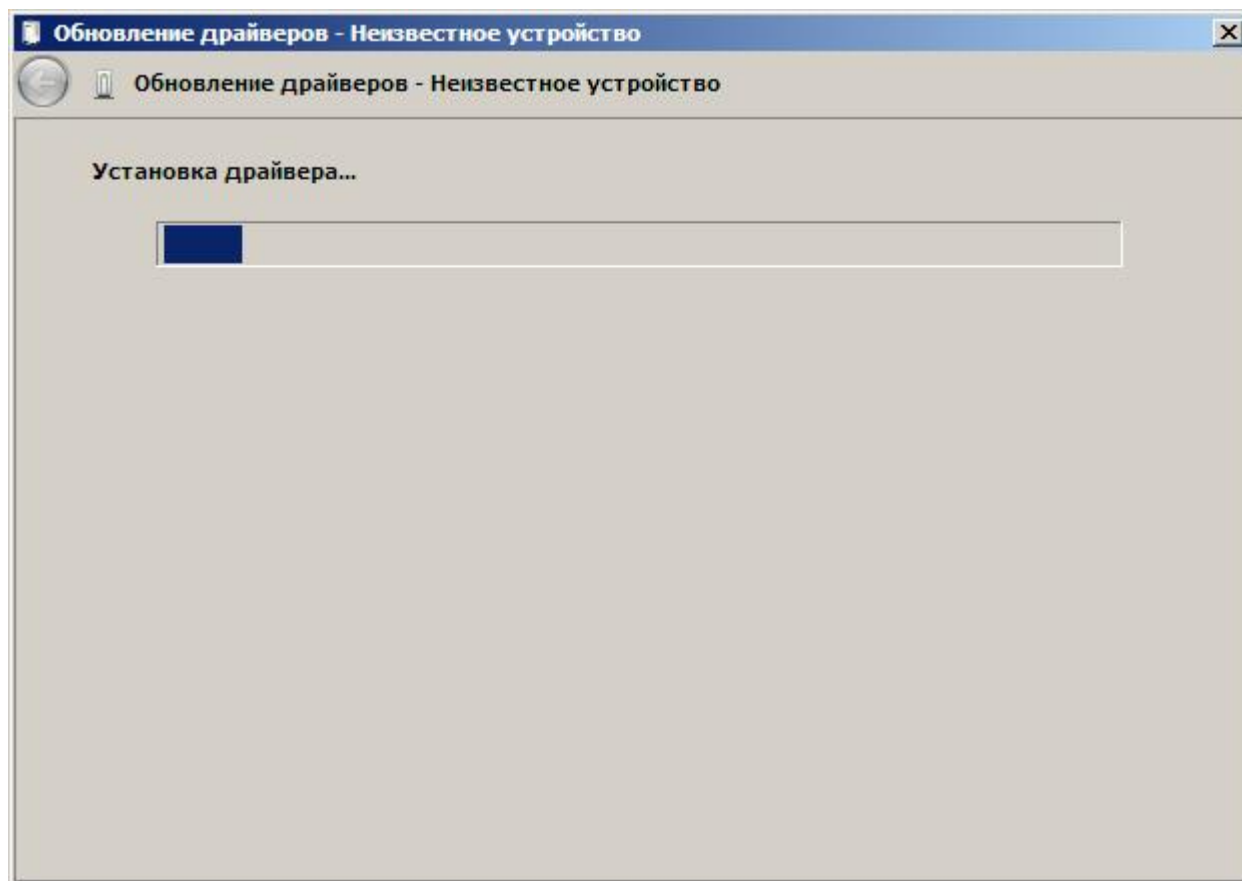 Обновление драйверов - Неизвестное устройство
Обновление драйверов - Неизвестное устройство
Установка драйвера...